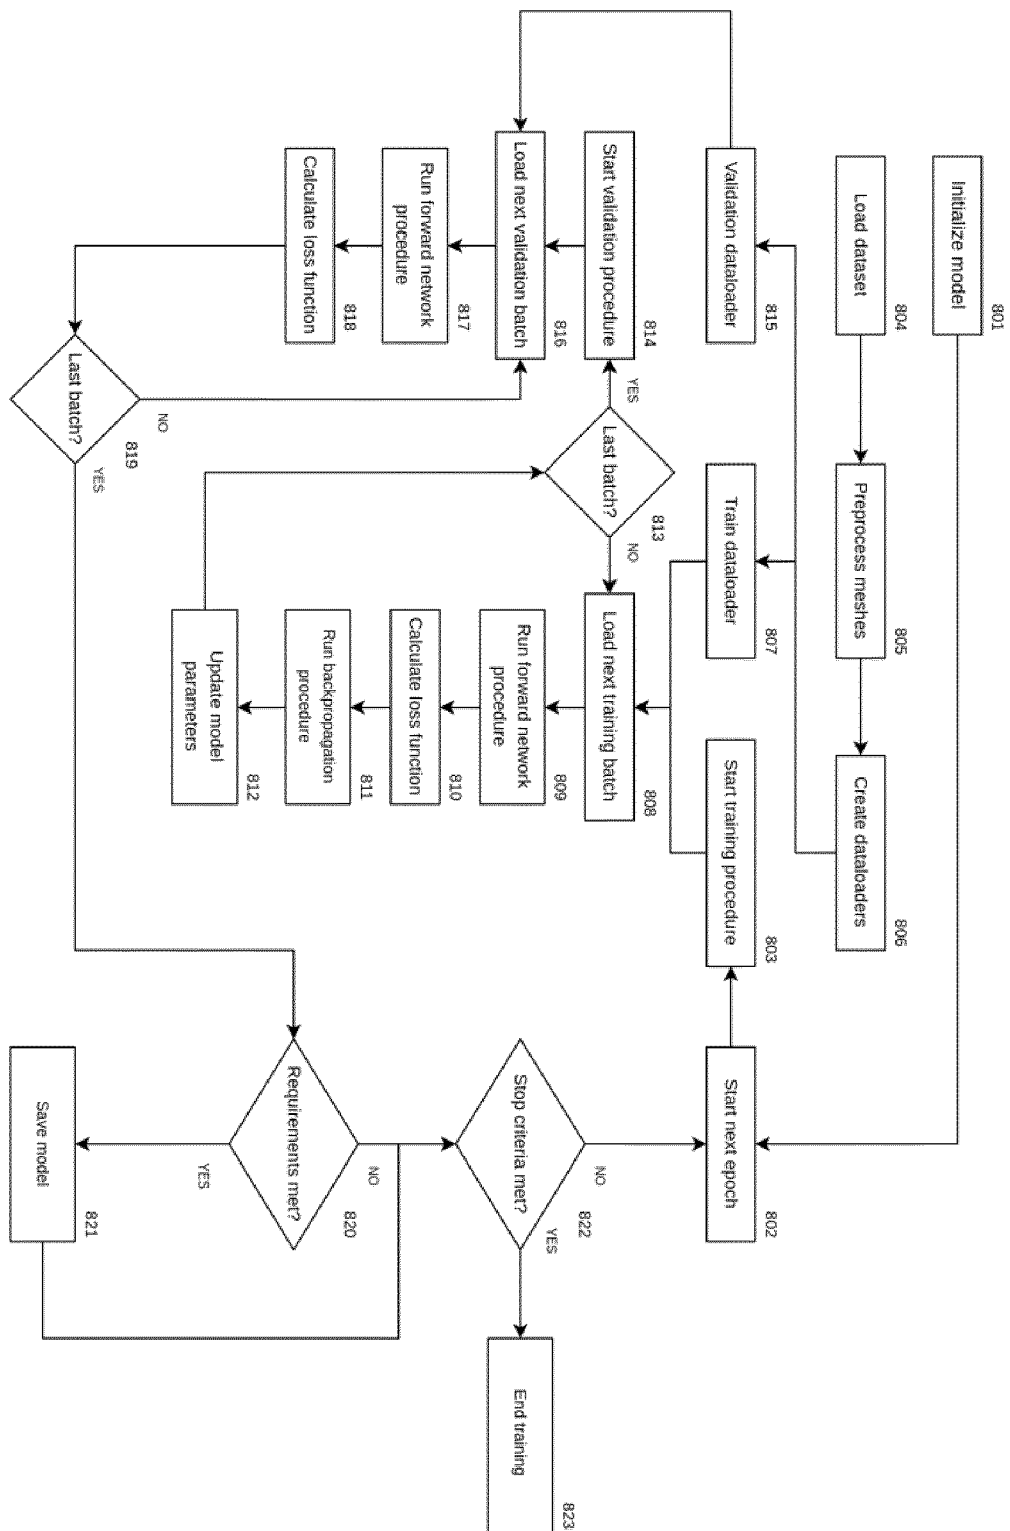 801
Initialize model
804
Load dataset
805
Preprocess meshes
806
Create dataloaders
815
Validation dataloader
807
Train dataloader
803
Start training procedure
802
Start next epoch
814
Start validation procedure
YES
813
Last batch?
NO
808
Load next training batch
816
Load next validation batch
809
Run forward network
procedure
817
Run forward network
procedure
810
Calculate loss function
818
Calculate loss function
811
Run backpropagation
procedure
812
Update model
parameters
819
Last batch?
NO
YES
822
Stop criteria met?
NO
YES
823
End training
820
Requirements met?
NO
YES
821
Save model